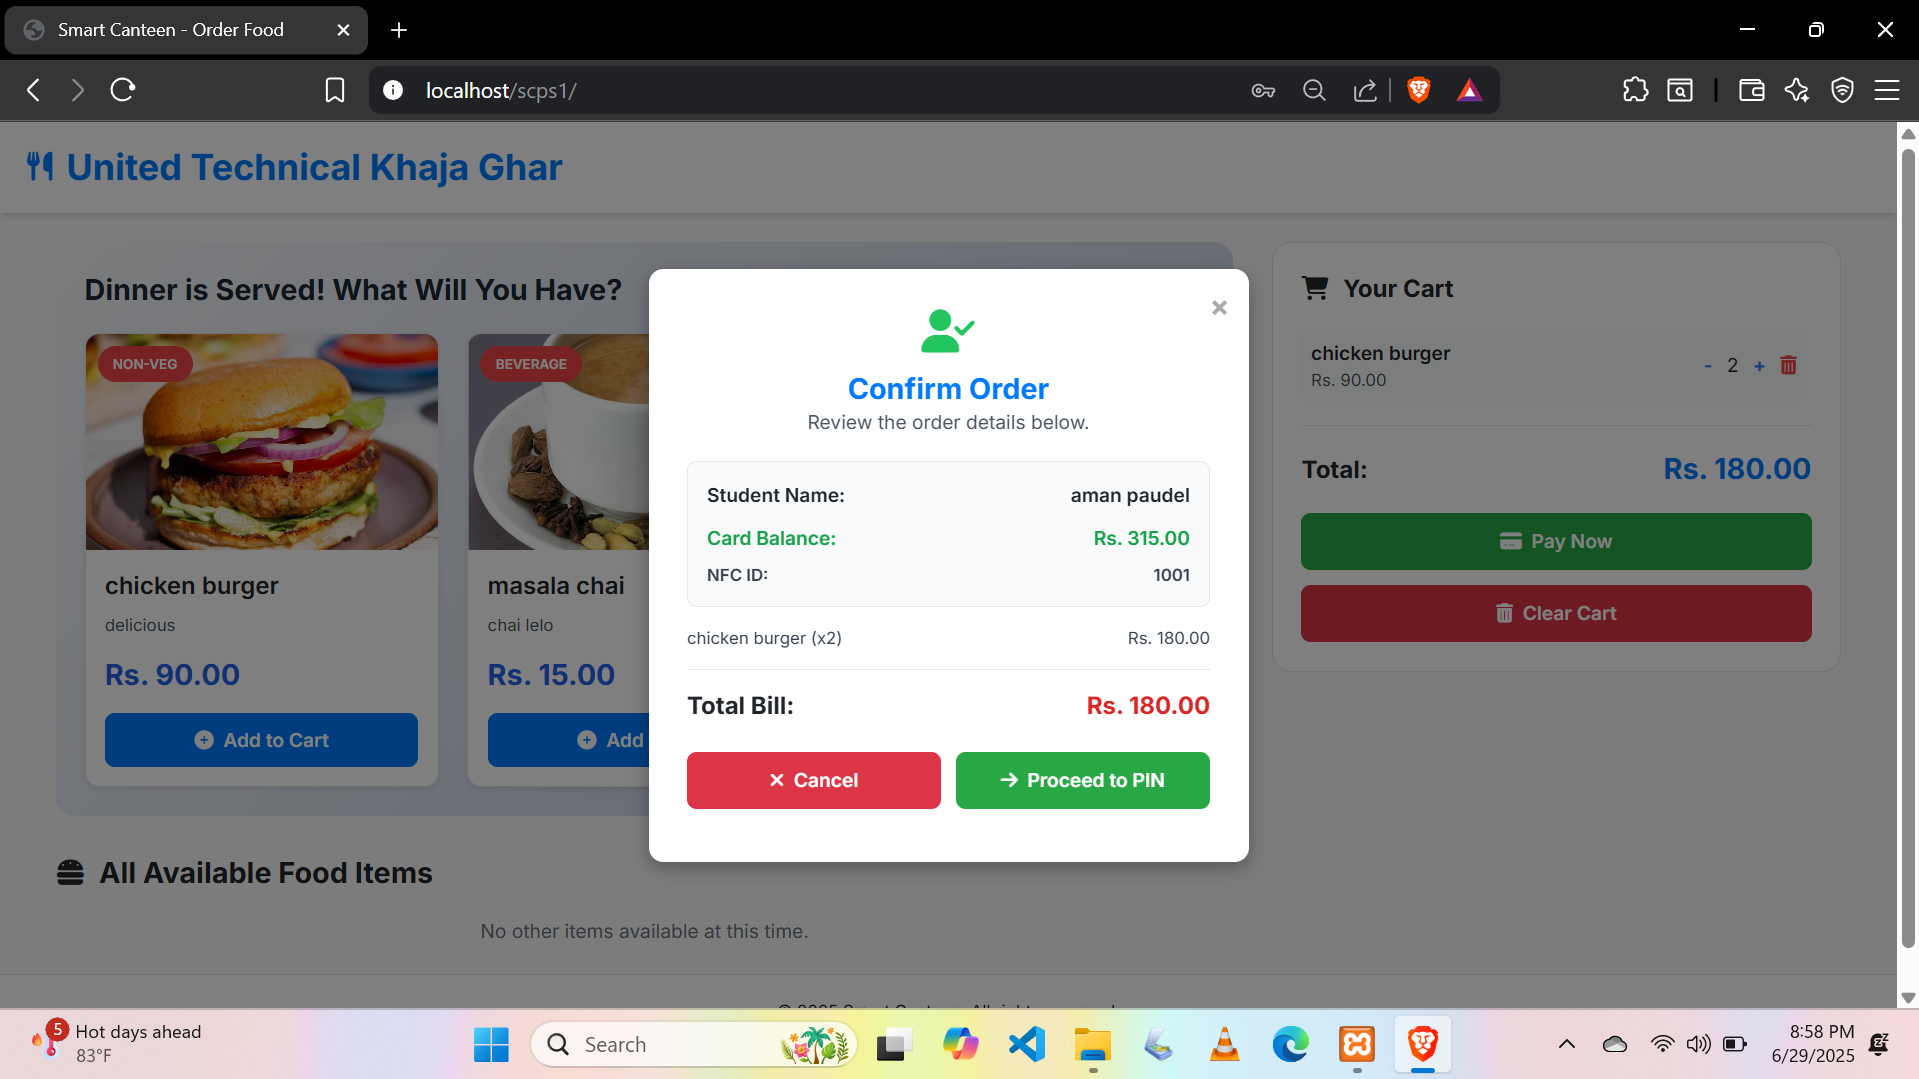 Smart Canteen - Order Food
localhost/scps1/
United Technical Khaja Ghar
Dinner is Served! What Will You Have?
NON-VEG
chicken burger
delicious
Rs. 90.00
Add to Cart
BEVERAGE
masala chai
chai lelo
Rs. 15.00
Add
Confirm Order
Review the order details below.
Student Name: aman paudel
Card Balance: Rs. 315.00
NFC ID: 1001
chicken burger (x2) Rs. 180.00
Total Bill: Rs. 180.00
Cancel
Proceed to PIN
Your Cart
chicken burger
Rs. 90.00
- 2 +
Total: Rs. 180.00
Pay Now
Clear Cart
All Available Food Items
No other items available at this time.
5
Hot days ahead
83°F
Search
8:58 PM
6/29/2025